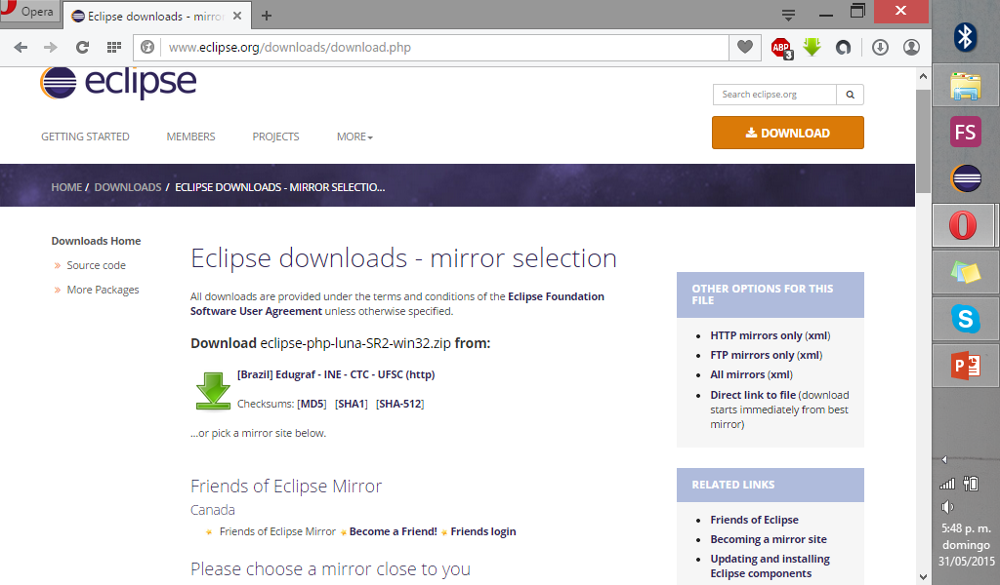 Opera
Eclipse downloads - mirror
www.eclipse.org/downloads/download.php
ABP
3
eclipse
Search eclipse.org
GETTING STARTED
MEMBERS
PROJECTS
MORE
DOWNLOAD
HOME / DOWNLOADS / ECLIPSE DOWNLOADS - MIRROR SELECTIO...
Downloads Home
» Source code
» More Packages
Eclipse downloads - mirror selection
All downloads are provided under the terms and conditions of the Eclipse Foundation
Software User Agreement unless otherwise specified.
Download eclipse-php-luna-SR2-win32.zip from:
[Brazil] Edugraf - INE - CTC - UFSC (http)
Checksums: [MD5] [SHA1] [SHA-512]
...or pick a mirror site below.
Friends of Eclipse Mirror
Canada
Friends of Eclipse Mirror Become a Friend! Friends login
Please choose a mirror close to you
OTHER OPTIONS FOR THIS
FILE
HTTP mirrors only (xml)
FTP mirrors only (xml)
All mirrors (xml)
Direct link to file (download
starts immediately from best
mirror)
RELATED LINKS
Friends of Eclipse
Becoming a mirror site
Updating and installing
Eclipse components
FS
S
P
5:48 p. m.
domingo
31/05/2015